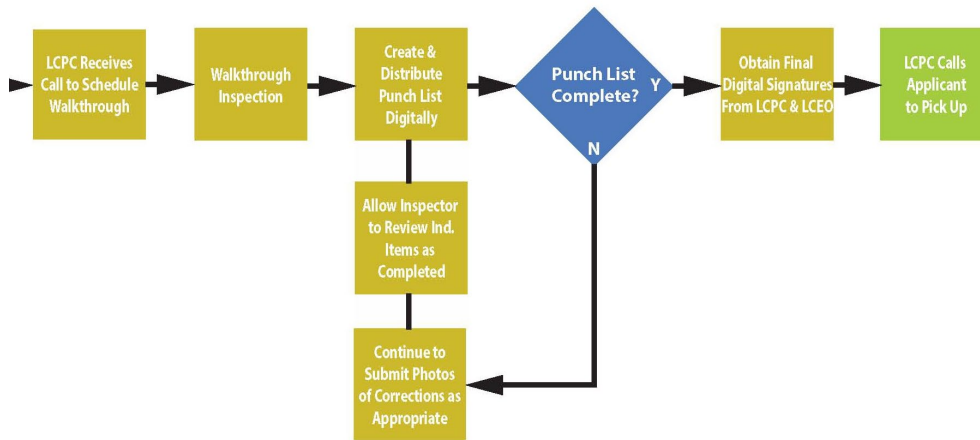 LCPC Receives
Call to Schedule
Walkthrough
Walkthrough
Inspection
Create &
Distribute
Punch List
Digitally
Punch List
Complete?
Y
N
Obtain Final
Digital Signatures
From LCPC & LCEO
LCPC Calls
Applicant
to Pick Up
Allow Inspector
to Review Ind.
Items as
Completed
Continue to
Submit Photos
of Corrections as
Appropriate